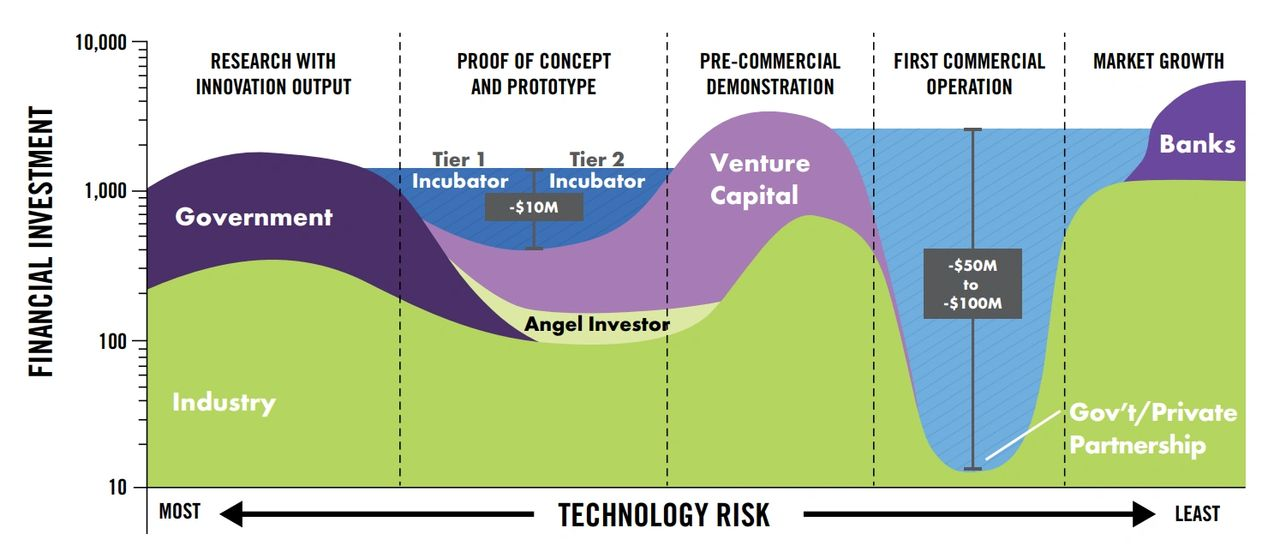 RESEARCH WITH
INNOVATION OUTPUT
PROOF OF CONCEPT
AND PROTOTYPE
PRE-COMMERCIAL
DEMONSTRATION
FIRST COMMERCIAL
OPERATION
MARKET GROWTH
FINANCIAL INVESTMENT
10,000
1,000
100
10
Government
Industry
Tier 1
Incubator
Tier 2
Incubator
-$10M
Angel Investor
Venture
Capital
-$50M
to
-$100M
Banks
Gov't/Private
Partnership
MOST
TECHNOLOGY RISK
LEAST